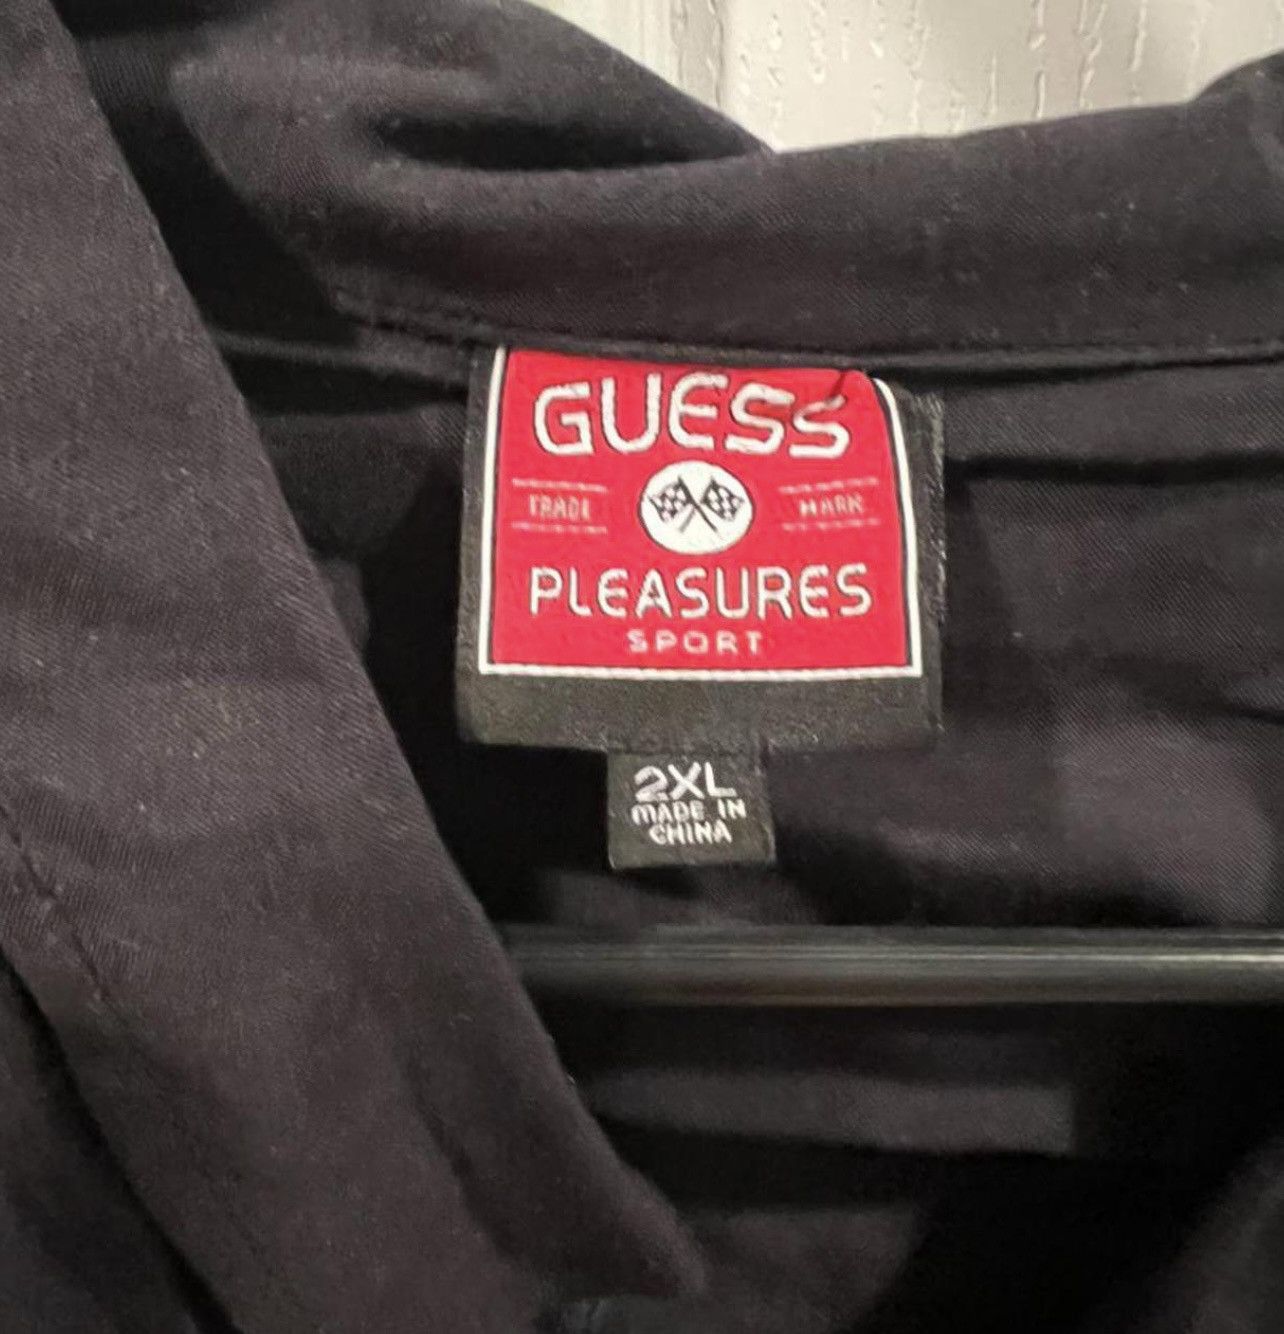 GUESS
TRADE MARK
PLEASURES
SPORT
2XL
MADE IN
CHINA